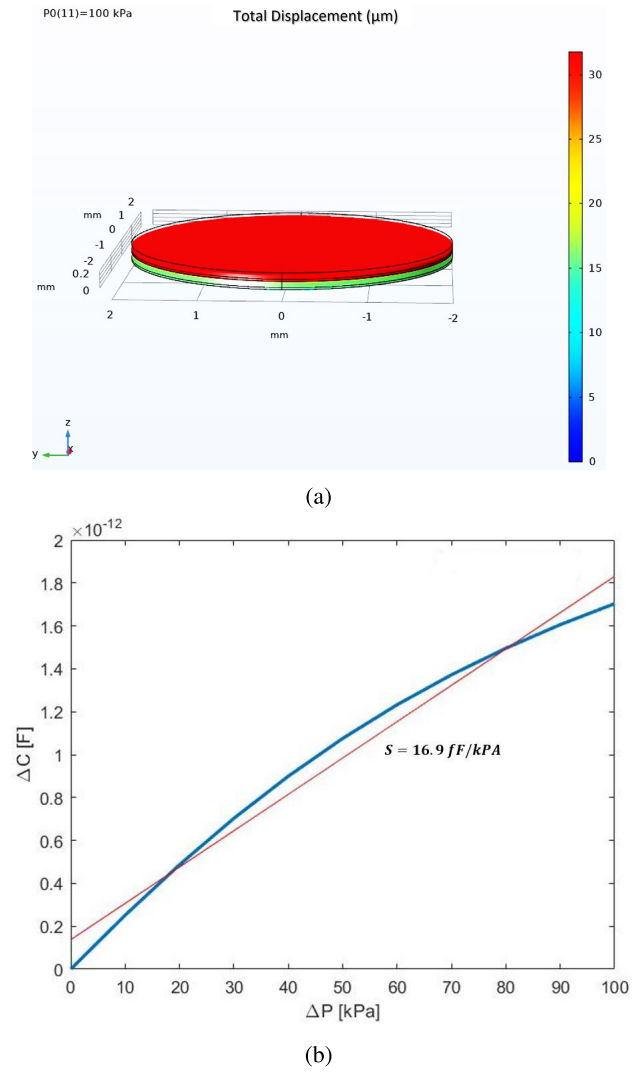 P0(11)=100 kPa
Total Displacement (µm)
30
25
20
15
10
5
0
2
mm
1
0
-1
-2
0.2
mm
0
2
1
0
-1
-2
mm
z
y
x
(a)
×10-12
2
1.8
1.6
1.4
1.2
1
0.8
0.6
0.4
0.2
0
ΔC [F]
S = 16.9 fF/kPA
0 10 20 30 40 50 60 70 80 90 100
ΔP [kPa]
(b)